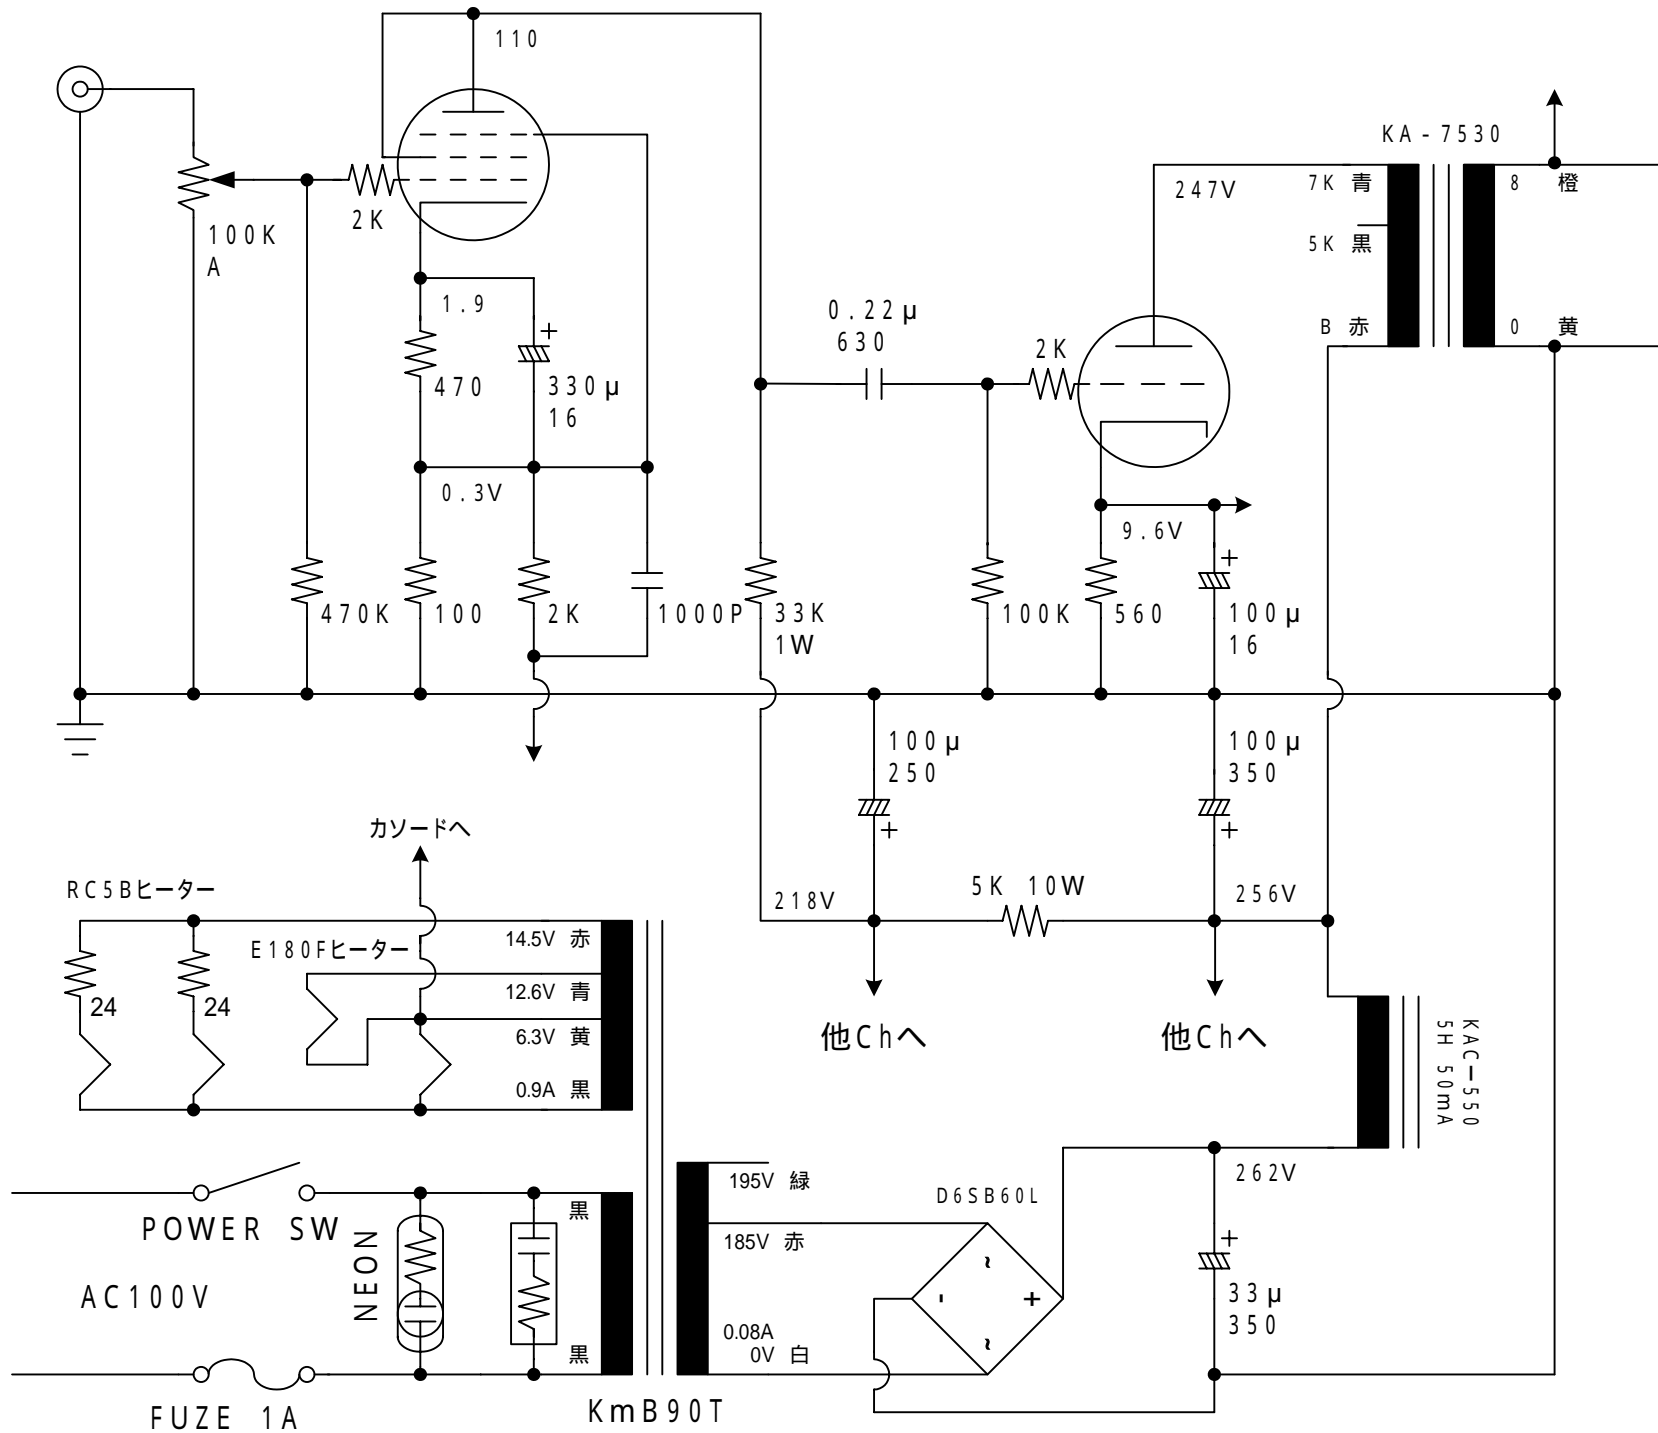 110
KA-7530
247V
7K 青
8 橙
2K
100K
A
5K 黒
1.9
0.22μ
630
B 赤
0 黄
2K
470
330μ
16
0.3V
9.6V
470K
100
2K
1000P
33K
1W
100K
560
100μ
16
100μ
250
100μ
350
カソードへ
RC5Bヒーター
218V
5K 10W
256V
E180Fヒーター
14.5V 赤
12.6V 青
24
24
6.3V 黄
他Chへ
他Chへ
KAC-550
5H 50mA
0.9A 黒
195V 緑
262V
D6SB60L
黒
POWER SW
NEON
185V 赤
AC100V
33μ
350
0.08A
0V 白
黒
FUZE 1A
KmB90T
+
+
+
+
+
+
-
~
~